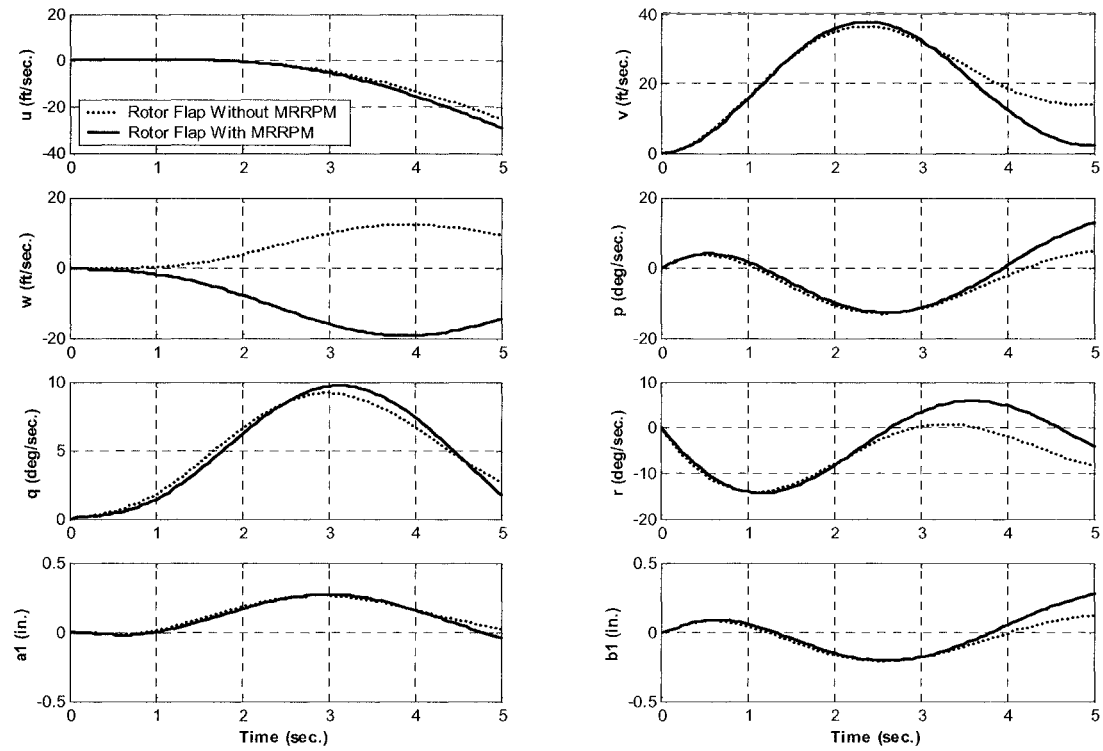 20
0
-20
-40
u (ft/sec.)
Rotor Flap Without MRRPM
Rotor Flap With MRRPM
0 1 2 3 4 5
40
20
0
v (ft/sec.)
0 1 2 3 4 5
20
0
-20
w (ft/sec.)
0 1 2 3 4 5
20
0
-20
p (deg/sec.)
0 1 2 3 4 5
10
5
0
q (deg/sec.)
0 1 2 3 4 5
10
0
-10
-20
r (deg/sec.)
0 1 2 3 4 5
0.5
0
-0.5
a1 (in.)
0 1 2 3 4 5
Time (sec.)
0.5
0
-0.5
b1 (in.)
0 1 2 3 4 5
Time (sec.)